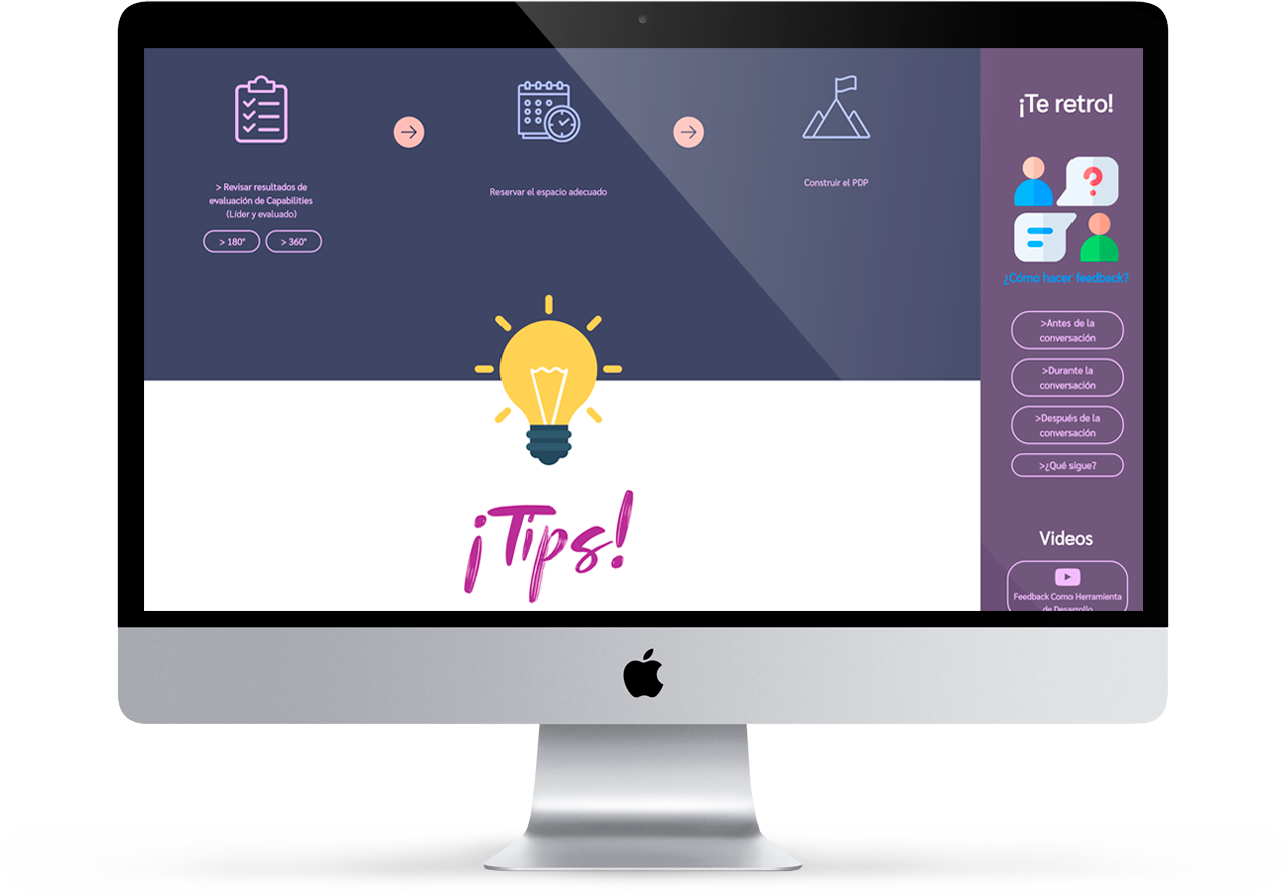 > Revisar resultados de
evaluación de Capabilities
(Líder y evaluado)
> 180°
> 360°
Reservar el espacio adecuado
Construir el PDP
¡Tips!
¡Te retro!
?
¿Cómo hacer feedback?
>Antes de la
conversación
>Durante la
conversación
>Después de la
conversación
>¿Qué sigue?
Videos
Feedback Como Herramienta
de Desarrollo